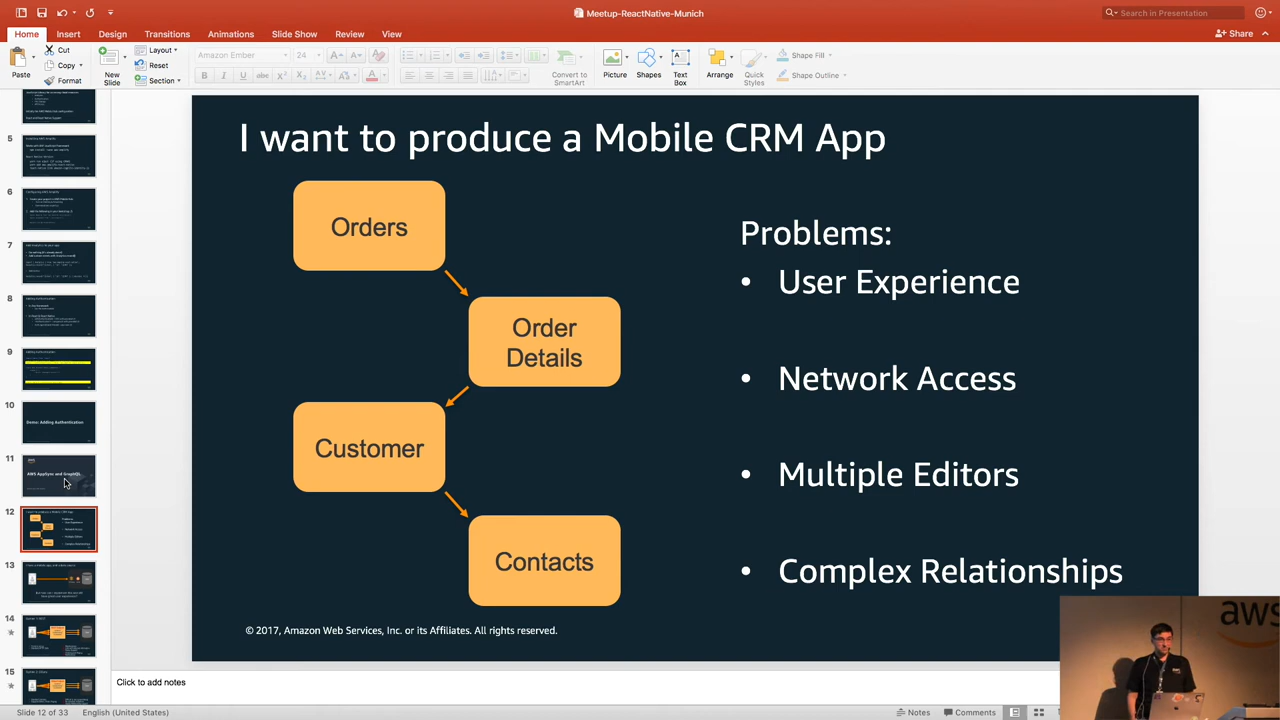 Meetup-ReactNative-Munich
Search in Presentation
Home
Insert
Design
Transitions
Animations
Slide Show
Review
View
Share
Paste
Cut
Copy
Format
New
Slide
Layout
Reset
Section
Amazon Ember
24
Convert to
SmartArt
Picture
Shapes
Text
Box
Arrange
Quick
Styles
Shape Fill
Shape Outline
5
6
7
8
9
10
Demo: Adding Authentication
11
AWS AppSync and GraphQL
12
13
14
15
I want to produce a Mobile CRM App
Orders
Order
Details
Customer
Contacts
Problems:
• User Experience
• Network Access
• Multiple Editors
• Complex Relationships
© 2017, Amazon Web Services, Inc. or its Affiliates. All rights reserved.
aws
Click to add notes
Slide 12 of 33
English (United States)
Notes
Comments